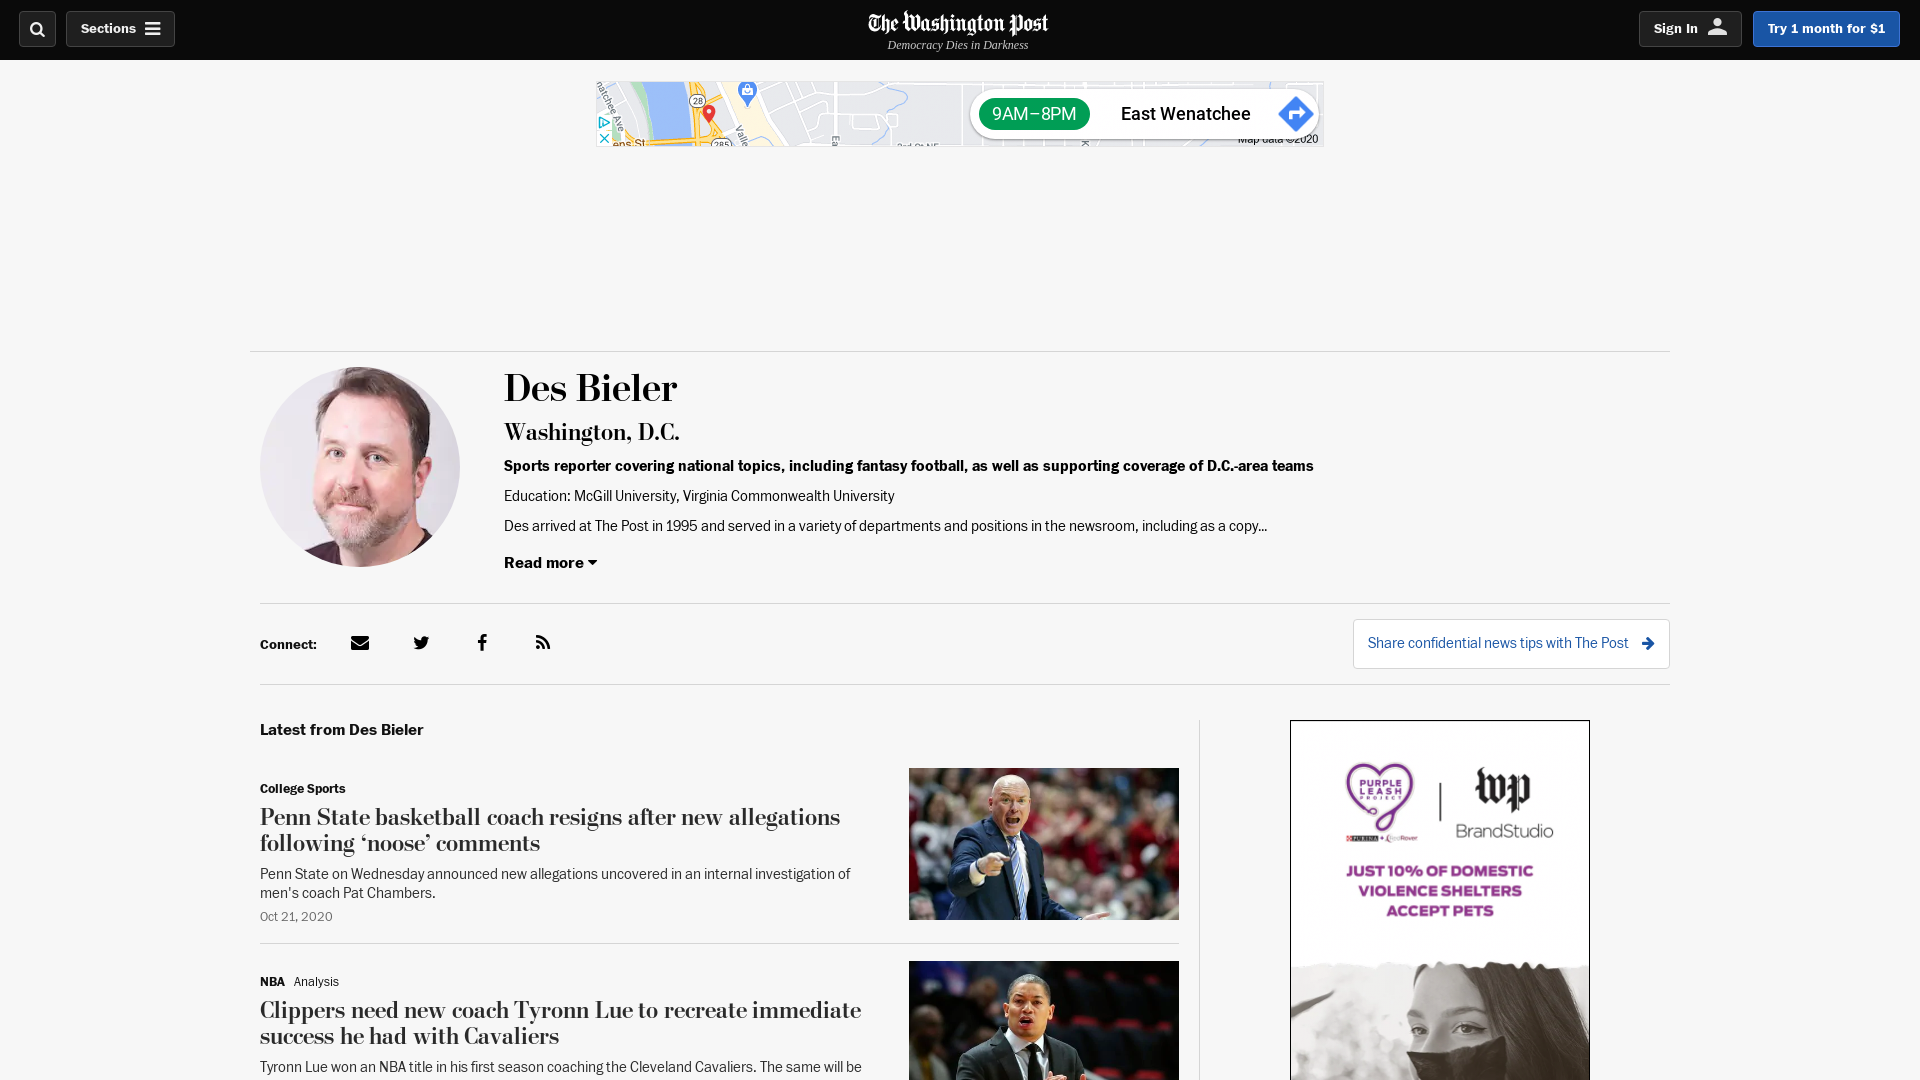 Sections
The Washington Post
Democracy Dies in Darkness
Sign In
Try 1 month for $1
28
285
9AM–8PM
East Wenatchee
Map data ©2020
Des Bieler
Washington, D.C.
Sports reporter covering national topics, including fantasy football, as well as supporting coverage of D.C.-area teams
Education: McGill University, Virginia Commonwealth University
Des arrived at The Post in 1995 and served in a variety of departments and positions in the newsroom, including as a copy...
Read more
Connect:
Share confidential news tips with The Post
Latest from Des Bieler
College Sports
Penn State basketball coach resigns after new allegations
following ‘noose’ comments
Penn State on Wednesday announced new allegations uncovered in an internal investigation of
men's coach Pat Chambers.
Oct 21, 2020
NBA Analysis
Clippers need new coach Tyronn Lue to recreate immediate
success he had with Cavaliers
Tyronn Lue won an NBA title in his first season coaching the Cleveland Cavaliers. The same will be
PURPLE
LEASH
PROJECT
PURINA + RedRover
wp
BrandStudio
JUST 10% OF DOMESTIC
VIOLENCE SHELTERS
ACCEPT PETS